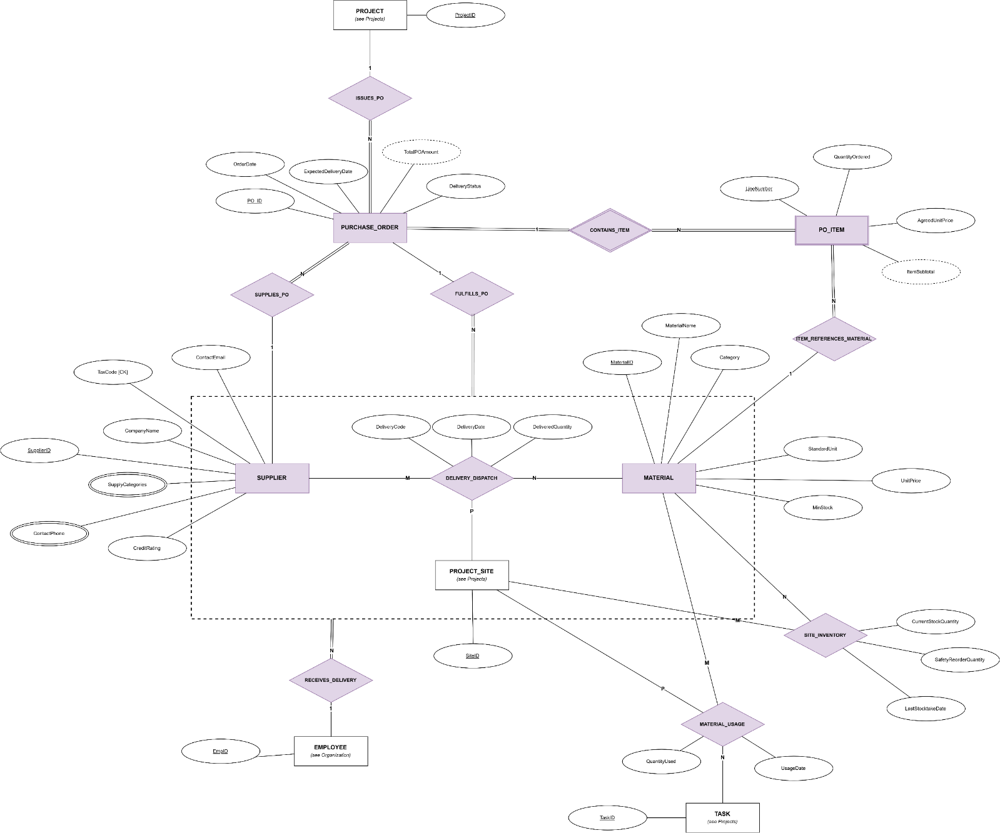 PROJECT
(see Projects)
ProjectID
1
ISSUES_PO
N
TotalPOAmount
OrderDate
ExpectedDeliveryDate
DeliveryStatus
PO_ID
QuantityOrdered
LineNumber
AgreedUnitPrice
PURCHASE_ORDER
1
CONTAINS_ITEM
N
PO_ITEM
ItemSubtotal
N
1
SUPPLIES_PO
FULFILLS_PO
N
N
MaterialName
ITEM_REFERENCES_MATERIAL
1
ContactEmail
MaterialID
Category
TaxCode [CK]
1
DeliveryCode
DeliveryDate
DeliveredQuantity
CompanyName
SupplierID
StandardUnit
SUPPLIER
M
DELIVERY_DISPATCH
N
MATERIAL
UnitPrice
SupplyCategories
P
MinStock
ContactPhone
CreditRating
PROJECT_SITE
(see Projects)
N
M
CurrentStockQuantity
SITE_INVENTORY
N
SiteID
SafetyReorderQuantity
M
RECEIVES_DELIVERY
P
1
LastStocktakeDate
MATERIAL_USAGE
EMPLOYEE
(see Organization)
EmpID
N
QuantityUsed
UsageDate
TASK
(see Projects)
TaskID